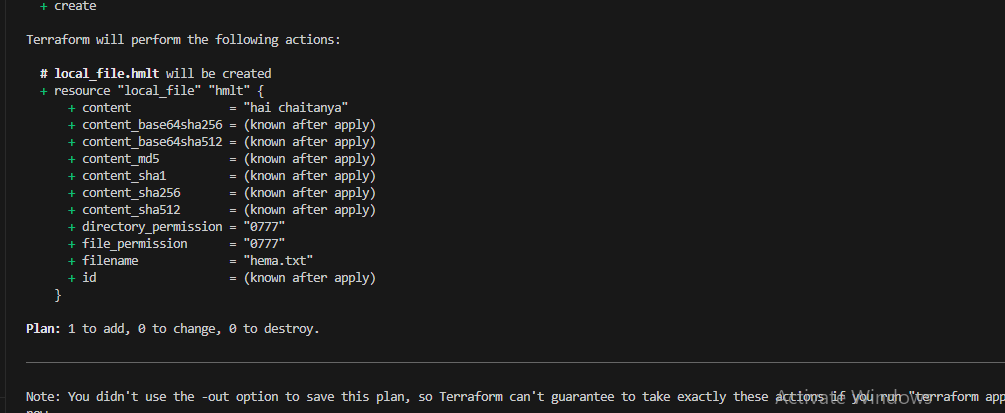 + create
Terraform will perform the following actions:
# local_file.hmlt will be created
+ resource "local_file" "hmlt" {
+ content = "hai chaitanya"
+ content_base64sha256 = (known after apply)
+ content_base64sha512 = (known after apply)
+ content_md5 = (known after apply)
+ content_sha1 = (known after apply)
+ content_sha256 = (known after apply)
+ content_sha512 = (known after apply)
+ directory_permission = "0777"
+ file_permission = "0777"
+ filename = "hema.txt"
+ id = (known after apply)
}
Plan: 1 to add, 0 to change, 0 to destroy.
Note: You didn't use the -out option to save this plan, so Terraform can't guarantee to take exactly these actions if you run "terraform app
Activate Windows